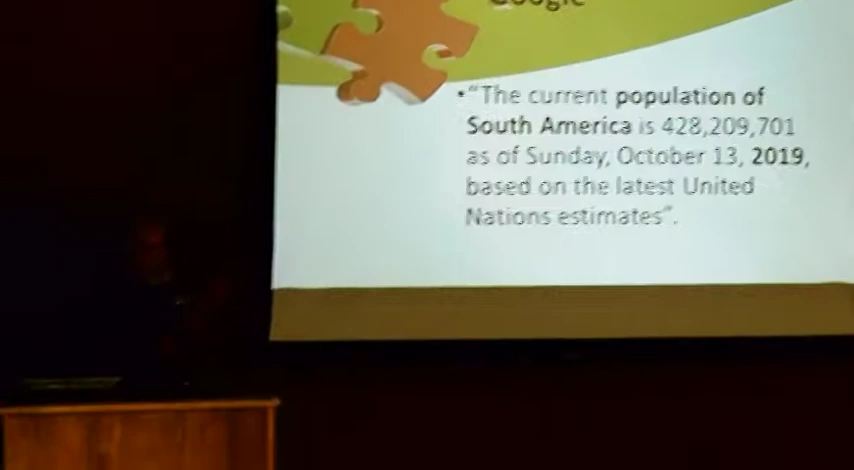 Google
•“The current population of
South America is 428,209,701
as of Sunday, October 13, 2019,
based on the latest United
Nations estimates”.